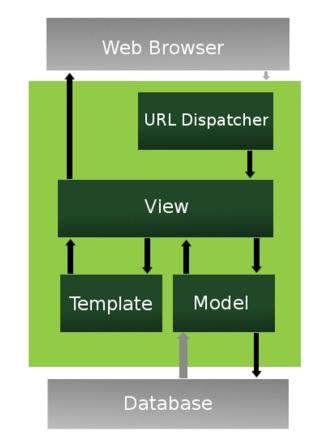 Web Browser
URL Dispatcher
View
Template
Model
Database